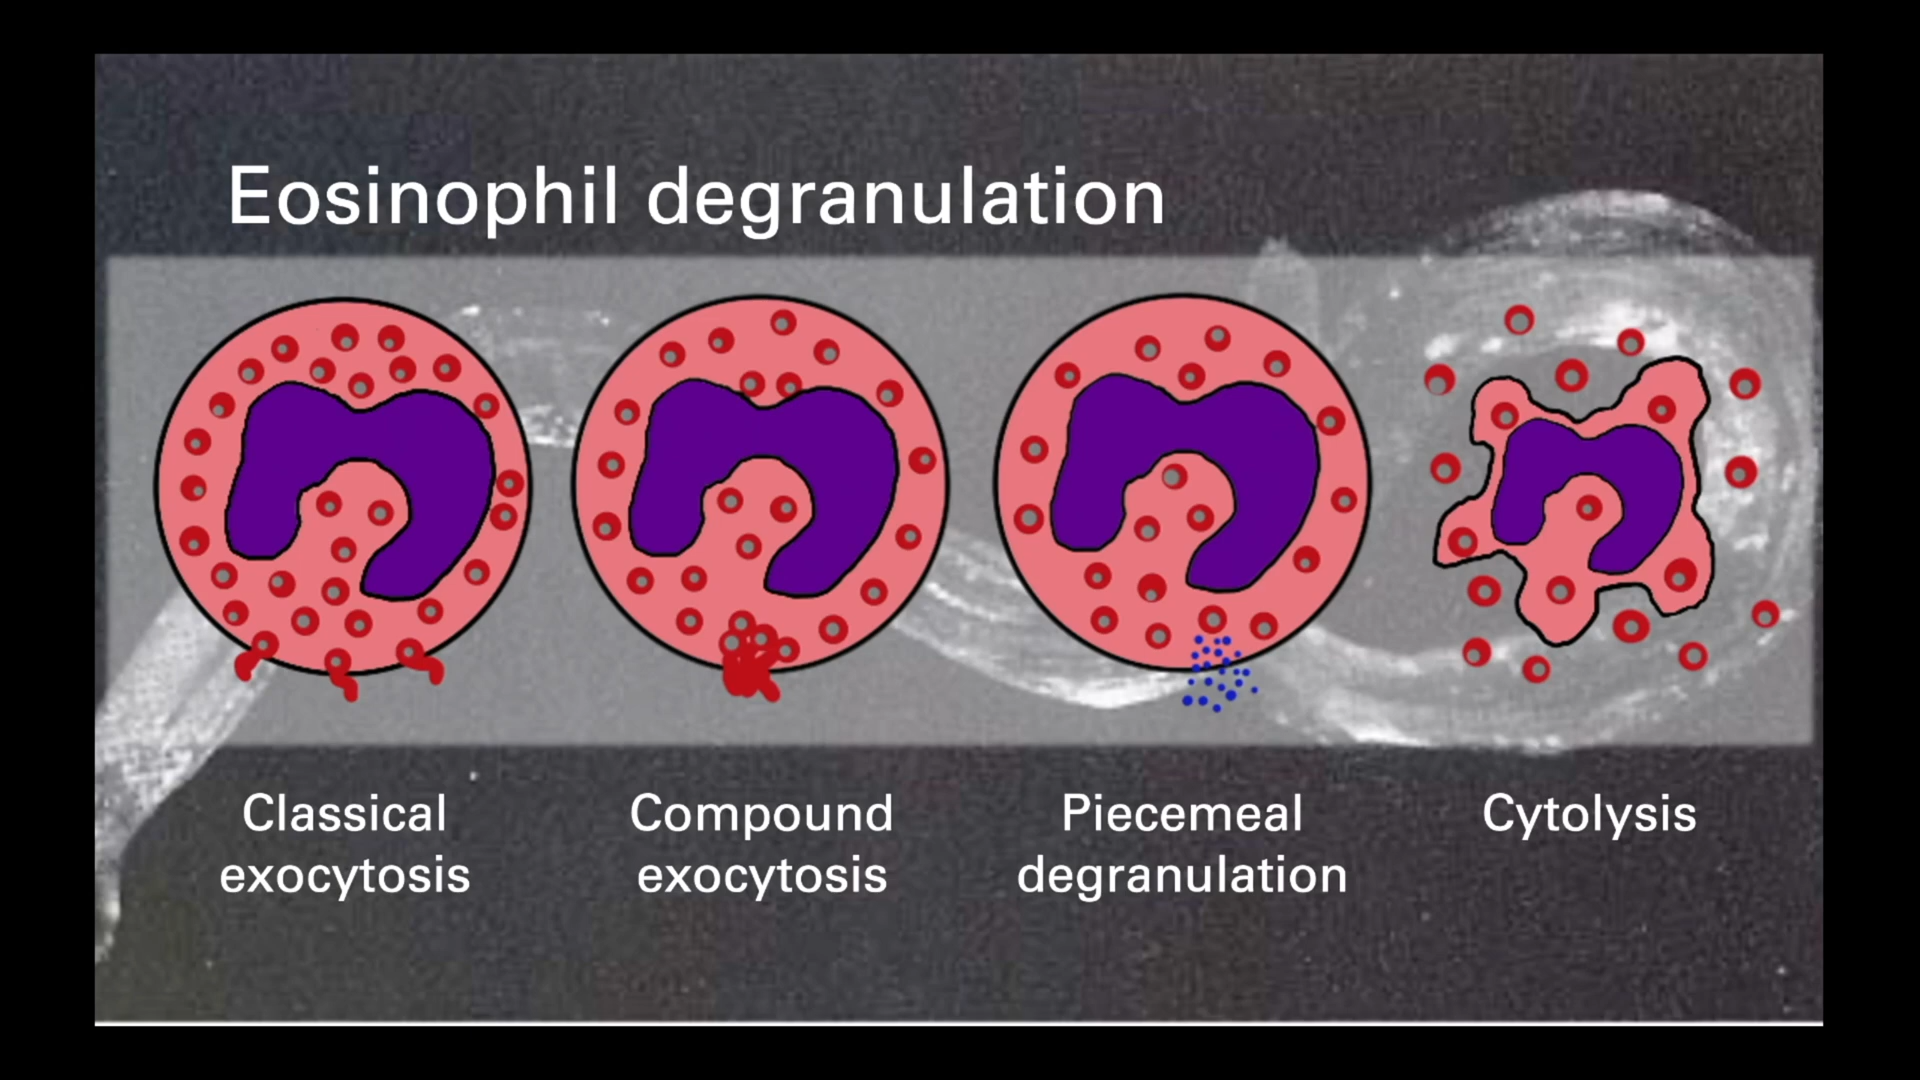 Eosinophil degranulation
Classical
exocytosis
Compound
exocytosis
Piecemeal
degranulation
Cytolysis